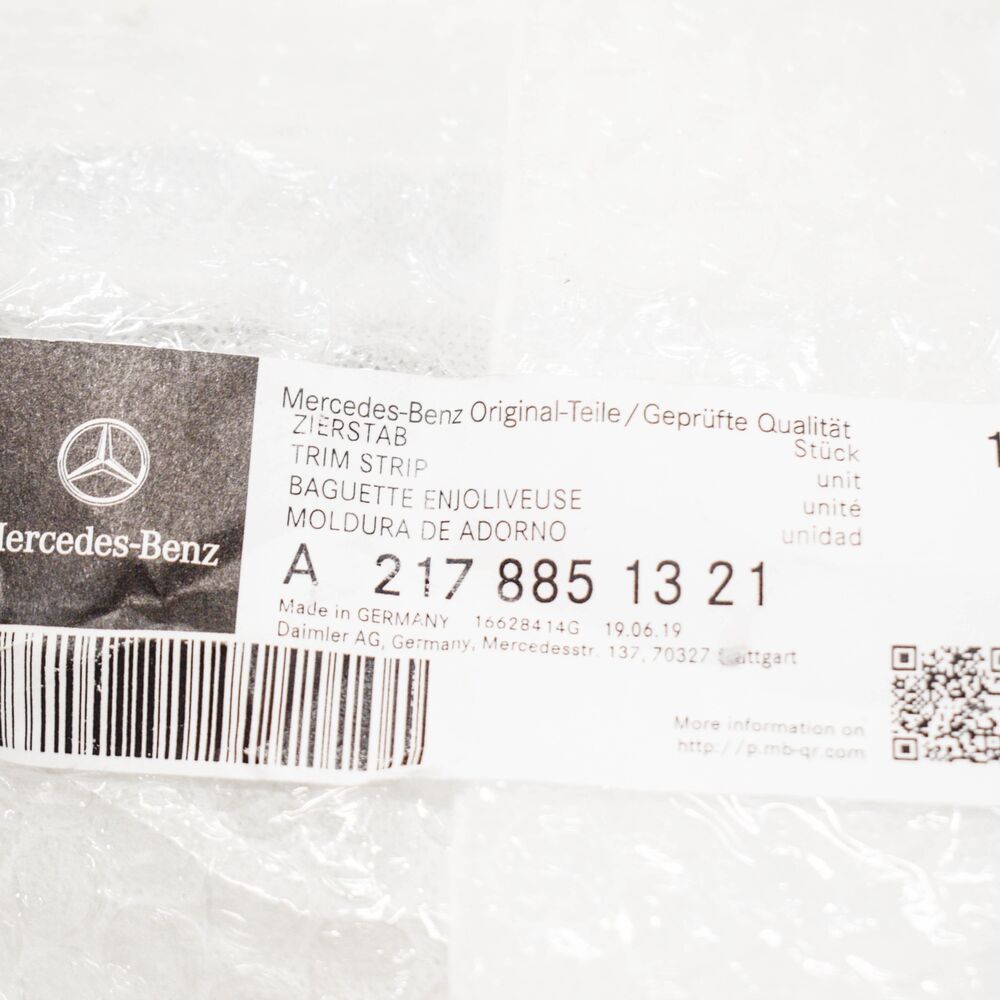 Mercedes-Benz
Mercedes-Benz Original-Teile / Geprüfte Qualität
ZIERSTAB
TRIM STRIP
BAGUETTE ENJOLIVEUSE
MOLDURA DE ADORNO
Stück
unit
unité
unidad
1
A 217 885 13 21
Made in GERMANY 16628414G 19.06.19
Daimler AG, Germany, Mercedesstr. 137, 70327 Stuttgart
More information on
http://p.mb-qr.com